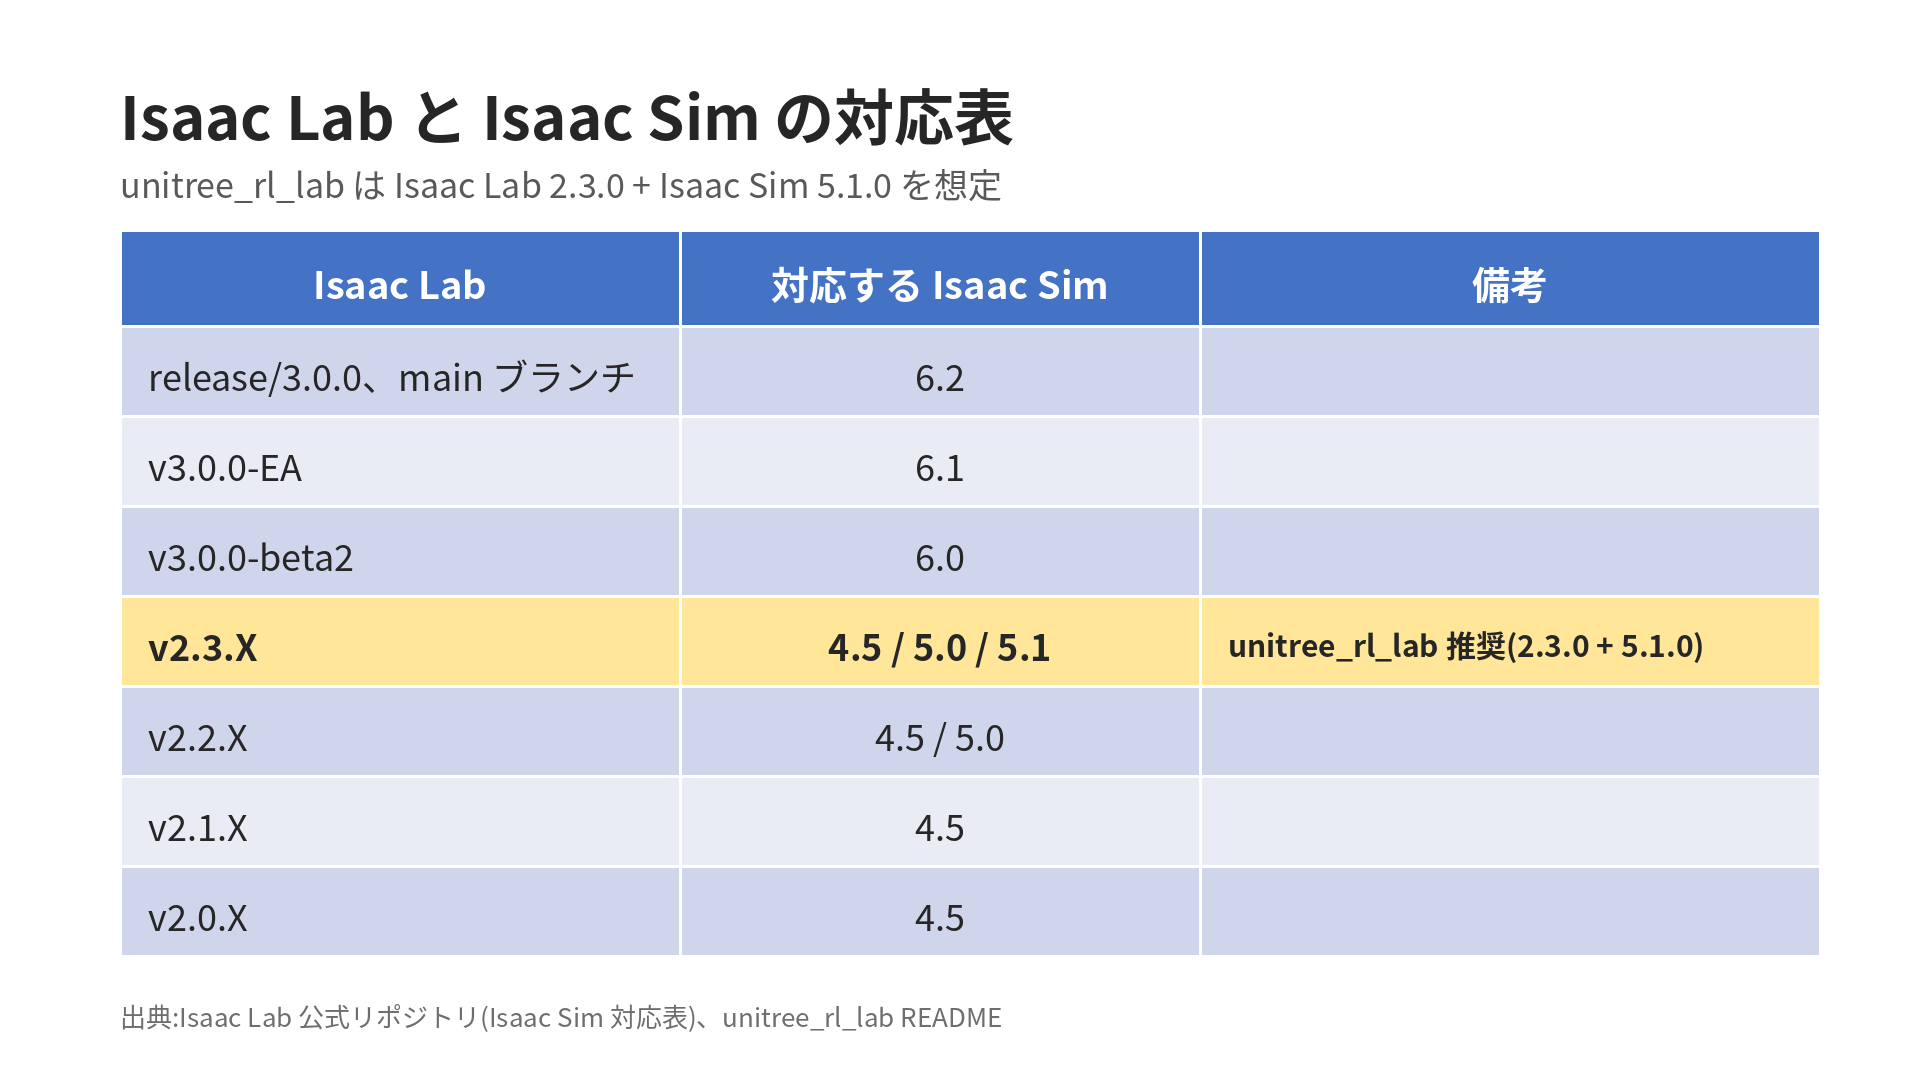 Isaac Lab と Isaac Sim の対応表
unitree_rl_lab は Isaac Lab 2.3.0 + Isaac Sim 5.1.0 を想定
Isaac Lab 対応する Isaac Sim 備考
release/3.0.0、main ブランチ 6.2
v3.0.0-EA 6.1
v3.0.0-beta2 6.0
v2.3.X 4.5 / 5.0 / 5.1 unitree_rl_lab 推奨(2.3.0 + 5.1.0)
v2.2.X 4.5 / 5.0
v2.1.X 4.5
v2.0.X 4.5
出典:Isaac Lab 公式リポジトリ(Isaac Sim 対応表)、unitree_rl_lab README